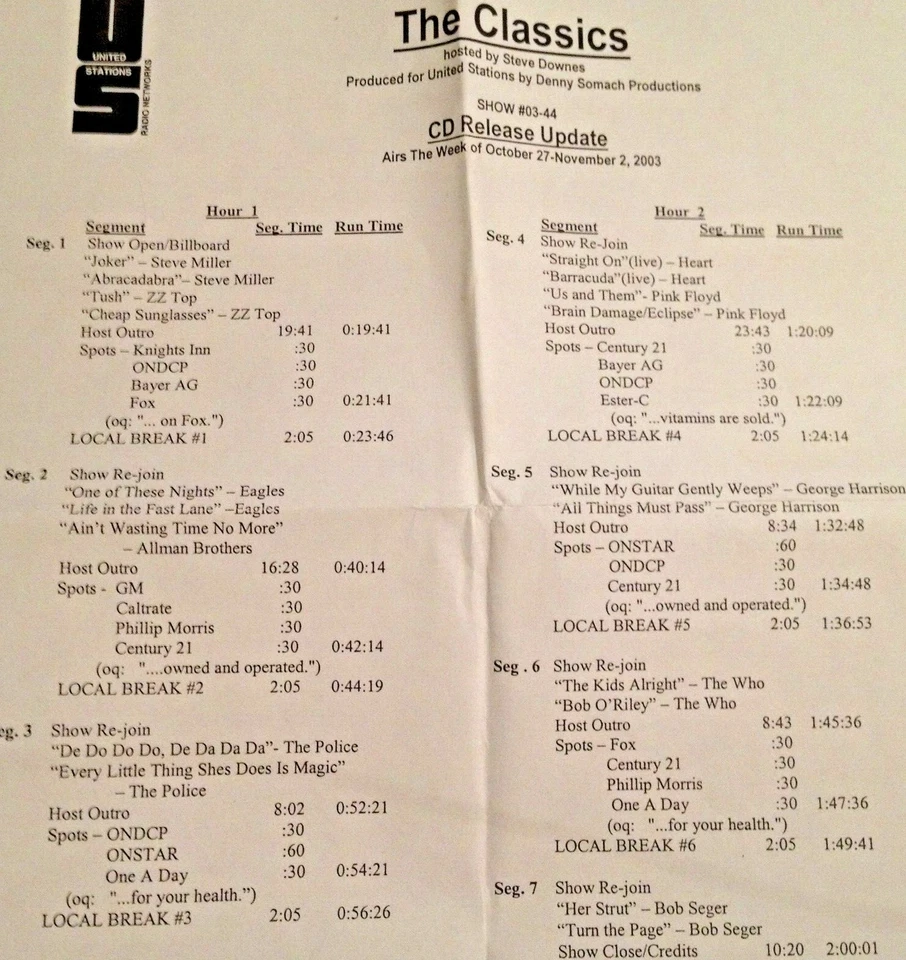 UNITED
STATIONS
RADIO NETWORKS
The Classics
hosted by Steve Downes
Produced for United Stations by Denny Somach Productions
SHOW #03-44
CD Release Update
Airs The Week of October 27-November 2, 2003
Hour 1
Segment Seg. Time Run Time
Seg. 1 Show Open/Billboard
"Joker" – Steve Miller
"Abracadabra"– Steve Miller
"Tush" – ZZ Top
"Cheap Sunglasses" – ZZ Top
Host Outro 19:41 0:19:41
Spots – Knights Inn :30
ONDCP :30
Bayer AG :30
Fox :30 0:21:41
(oq: "... on Fox.")
LOCAL BREAK #1 2:05 0:23:46
Seg. 2 Show Re-join
"One of These Nights" – Eagles
"Life in the Fast Lane" –Eagles
"Ain't Wasting Time No More"
– Allman Brothers
Host Outro 16:28 0:40:14
Spots - GM :30
Caltrate :30
Phillip Morris :30
Century 21 :30 0:42:14
(oq: "....owned and operated.")
LOCAL BREAK #2 2:05 0:44:19
eg. 3 Show Re-join
"De Do Do Do, De Da Da Da"- The Police
"Every Little Thing Shes Does Is Magic"
– The Police
Host Outro 8:02 0:52:21
Spots – ONDCP :30
ONSTAR :60
One A Day :30 0:54:21
(oq: "...for your health.")
LOCAL BREAK #3 2:05 0:56:26
Hour 2
Segment Seg. Time Run Time
Seg. 4 Show Re-Join
"Straight On"(live) – Heart
"Barracuda"(live) – Heart
"Us and Them"- Pink Floyd
"Brain Damage/Eclipse" – Pink Floyd
Host Outro 23:43 1:20:09
Spots – Century 21 :30
Bayer AG :30
ONDCP :30
Ester-C :30 1:22:09
(oq: "...vitamins are sold.")
LOCAL BREAK #4 2:05 1:24:14
Seg. 5 Show Re-join
"While My Guitar Gently Weeps" – George Harrison
"All Things Must Pass" – George Harrison
Host Outro 8:34 1:32:48
Spots – ONSTAR :60
ONDCP :30
Century 21 :30 1:34:48
(oq: "...owned and operated.")
LOCAL BREAK #5 2:05 1:36:53
Seg . 6 Show Re-join
"The Kids Alright" – The Who
"Bob O'Riley" – The Who
Host Outro 8:43 1:45:36
Spots – Fox :30
Century 21 :30
Phillip Morris :30
One A Day :30 1:47:36
(oq: "...for your health.")
LOCAL BREAK #6 2:05 1:49:41
Seg. 7 Show Re-join
"Her Strut" – Bob Seger
"Turn the Page" – Bob Seger
Show Close/Credits 10:20 2:00:01